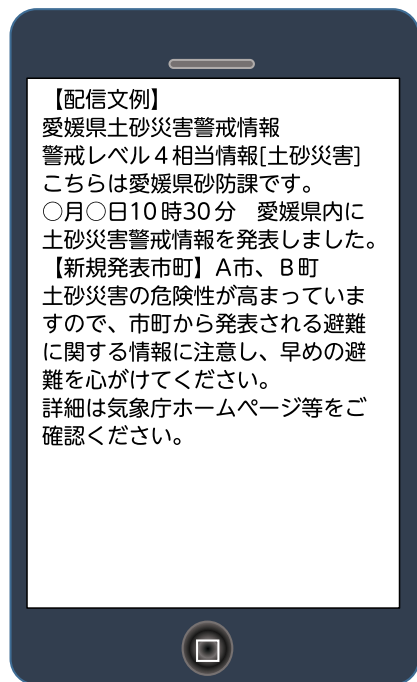 【配信文例】
愛媛県土砂災害警戒情報
警戒レベル４相当情報[土砂災害]
こちらは愛媛県砂防課です。
○月○日10時30分　愛媛県内に
土砂災害警戒情報を発表しました。
【新規発表市町】A市、B町
土砂災害の危険性が高まっていま
すので、市町から発表される避難
に関する情報に注意し、早めの避
難を心がけてください。
詳細は気象庁ホームページ等をご
確認ください。